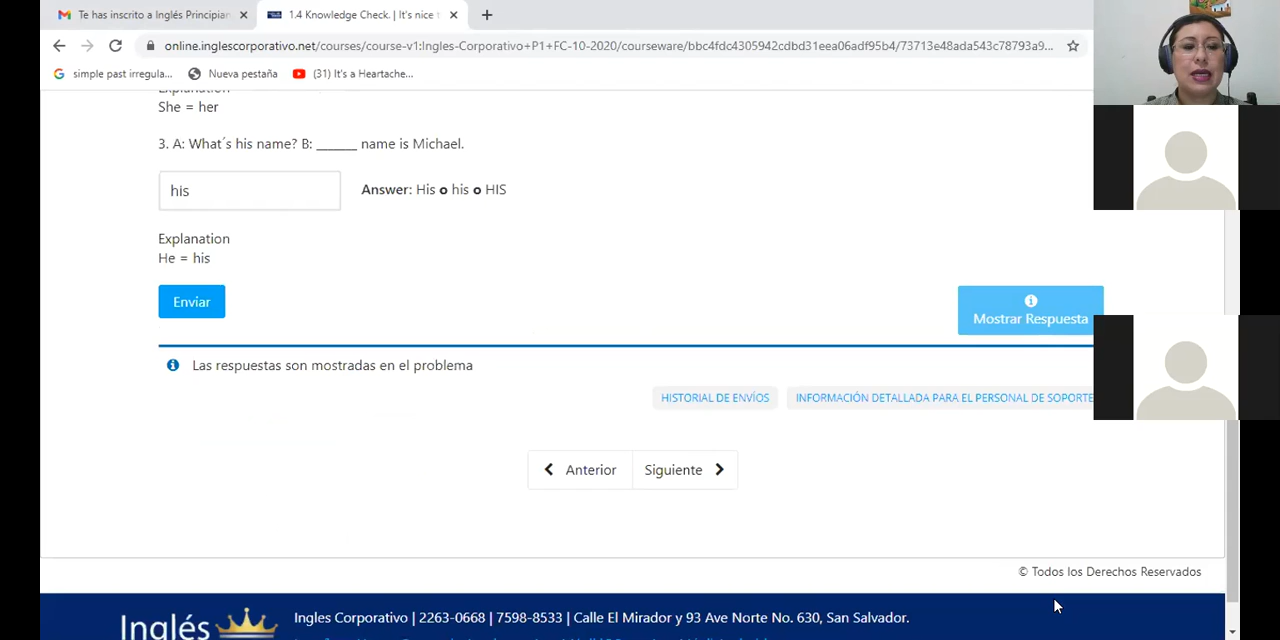 Te has inscrito a Inglés Principian
1.4 Knowledge Check. | It's nice t
online.inglescorporativo.net/courses/course-v1:Ingles-Corporativo+P1+FC-10-2020/courseware/bbc4fdc4305942cdbd31eea06adf95b4/73713e48ada543c78793a9...
simple past irregula... Nueva pestaña (31) It's a Heartache...
Explanation
She = her
3. A: What´s his name? B: ______ name is Michael.
his Answer: His o his o HIS
Explanation
He = his
Enviar
Mostrar Respuesta
Las respuestas son mostradas en el problema
HISTORIAL DE ENVÍOS INFORMACIÓN DETALLADA PARA EL PERSONAL DE SOPORTE
Anterior Siguiente
© Todos los Derechos Reservados
Inglés
Ingles Corporativo | 2263-0668 | 7598-8533 | Calle El Mirador y 93 Ave Norte No. 630, San Salvador.